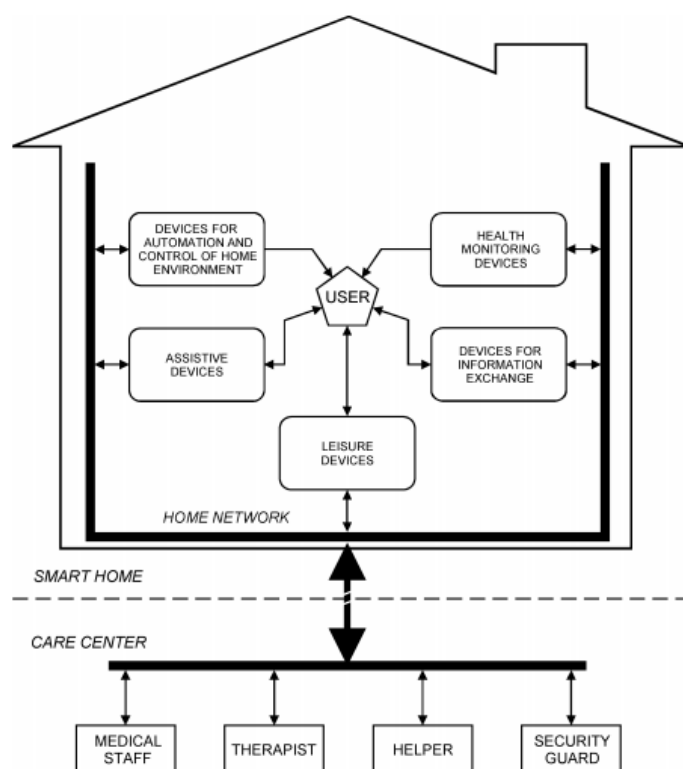 DEVICES FOR
AUTOMATION AND
CONTROL OF HOME
ENVIRONMENT
HEALTH
MONITORING
DEVICES
USER
ASSISTIVE
DEVICES
DEVICES FOR
INFORMATION
EXCHANGE
LEISURE
DEVICES
HOME NETWORK
SMART HOME
CARE CENTER
MEDICAL
STAFF
THERAPIST
HELPER
SECURITY
GUARD